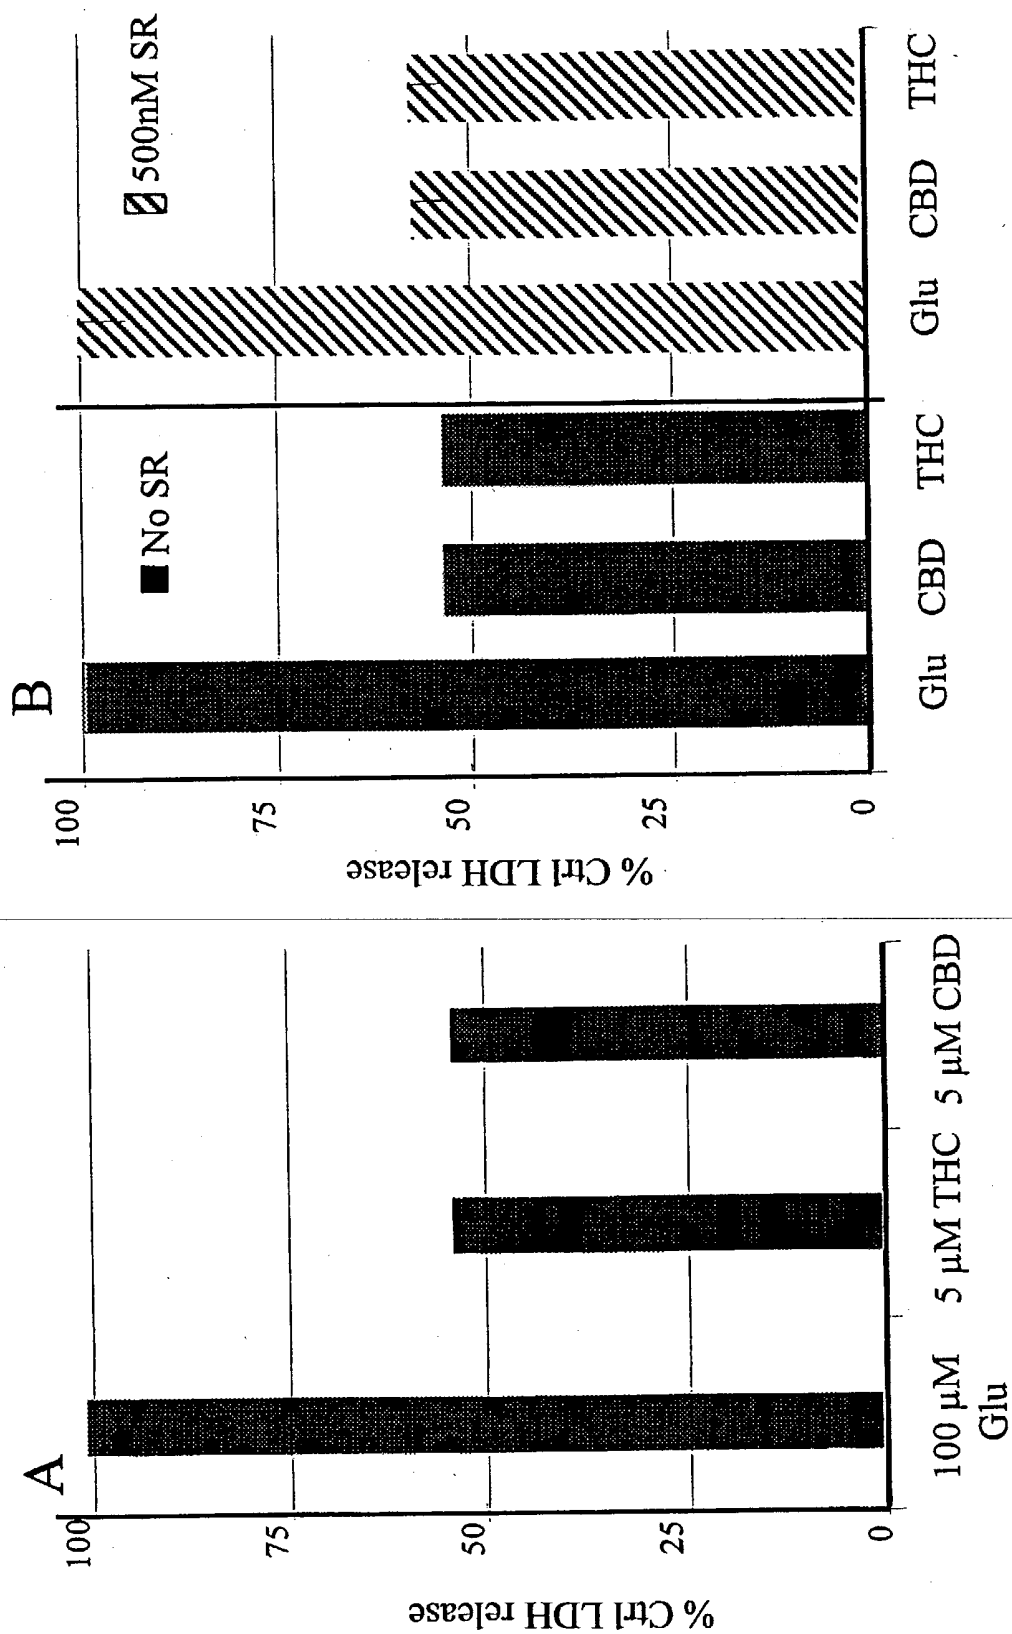 A
% Ctrl LDH release
100
75
50
25
0
100 µM
Glu
5 µM THC
5 µM CBD
B
% Ctrl LDH release
100
75
50
25
0
No SR
500nM SR
Glu
CBD
THC
Glu
CBD
THC